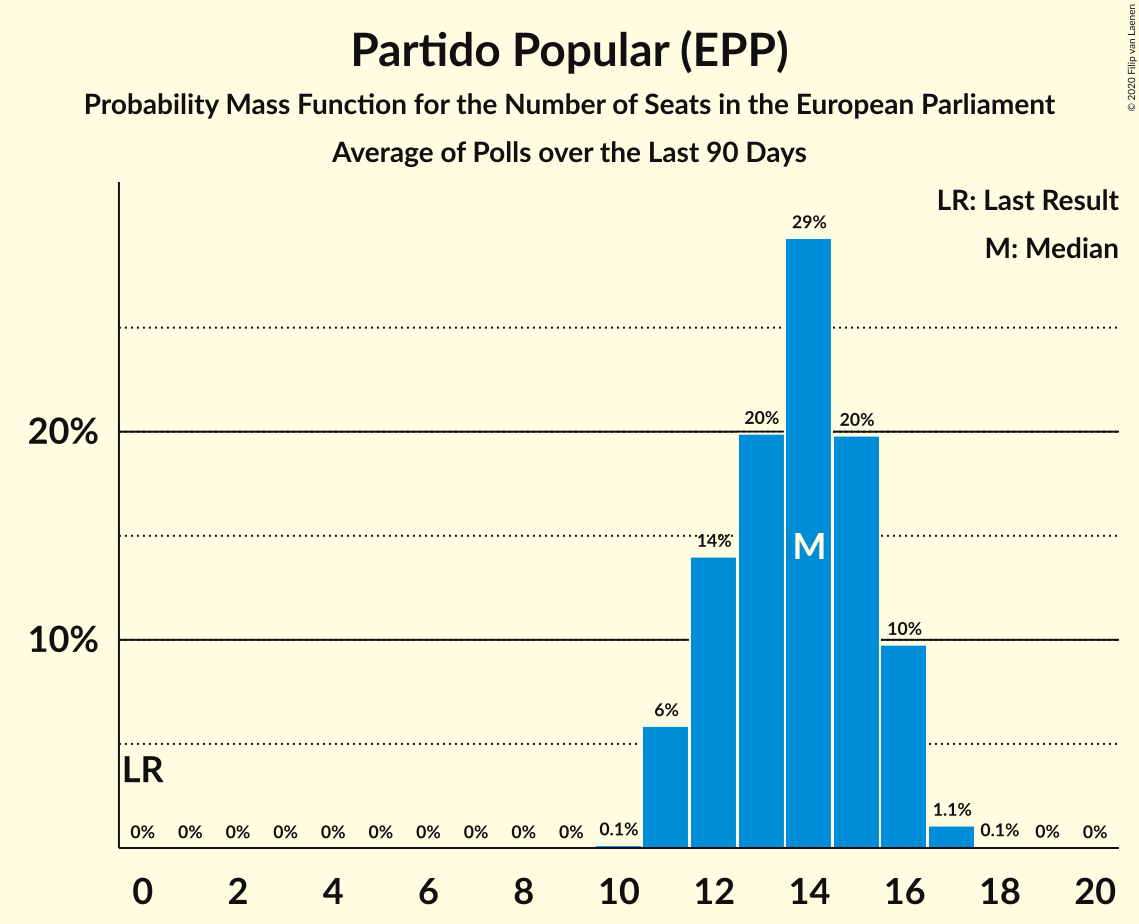 Partido Popular (EPP)
Probability Mass Function for the Number of Seats in the European Parliament
Average of Polls over the Last 90 Days
© 2020 Filip van Laenen
LR: Last Result
M: Median
29%
20%
20%
20%
14%
M
10%
10%
6%
LR
0% 0% 0% 0% 0% 0% 0% 0% 0% 0% 0.1% 1.1% 0.1% 0% 0%
0 2 4 6 8 10 12 14 16 18 20